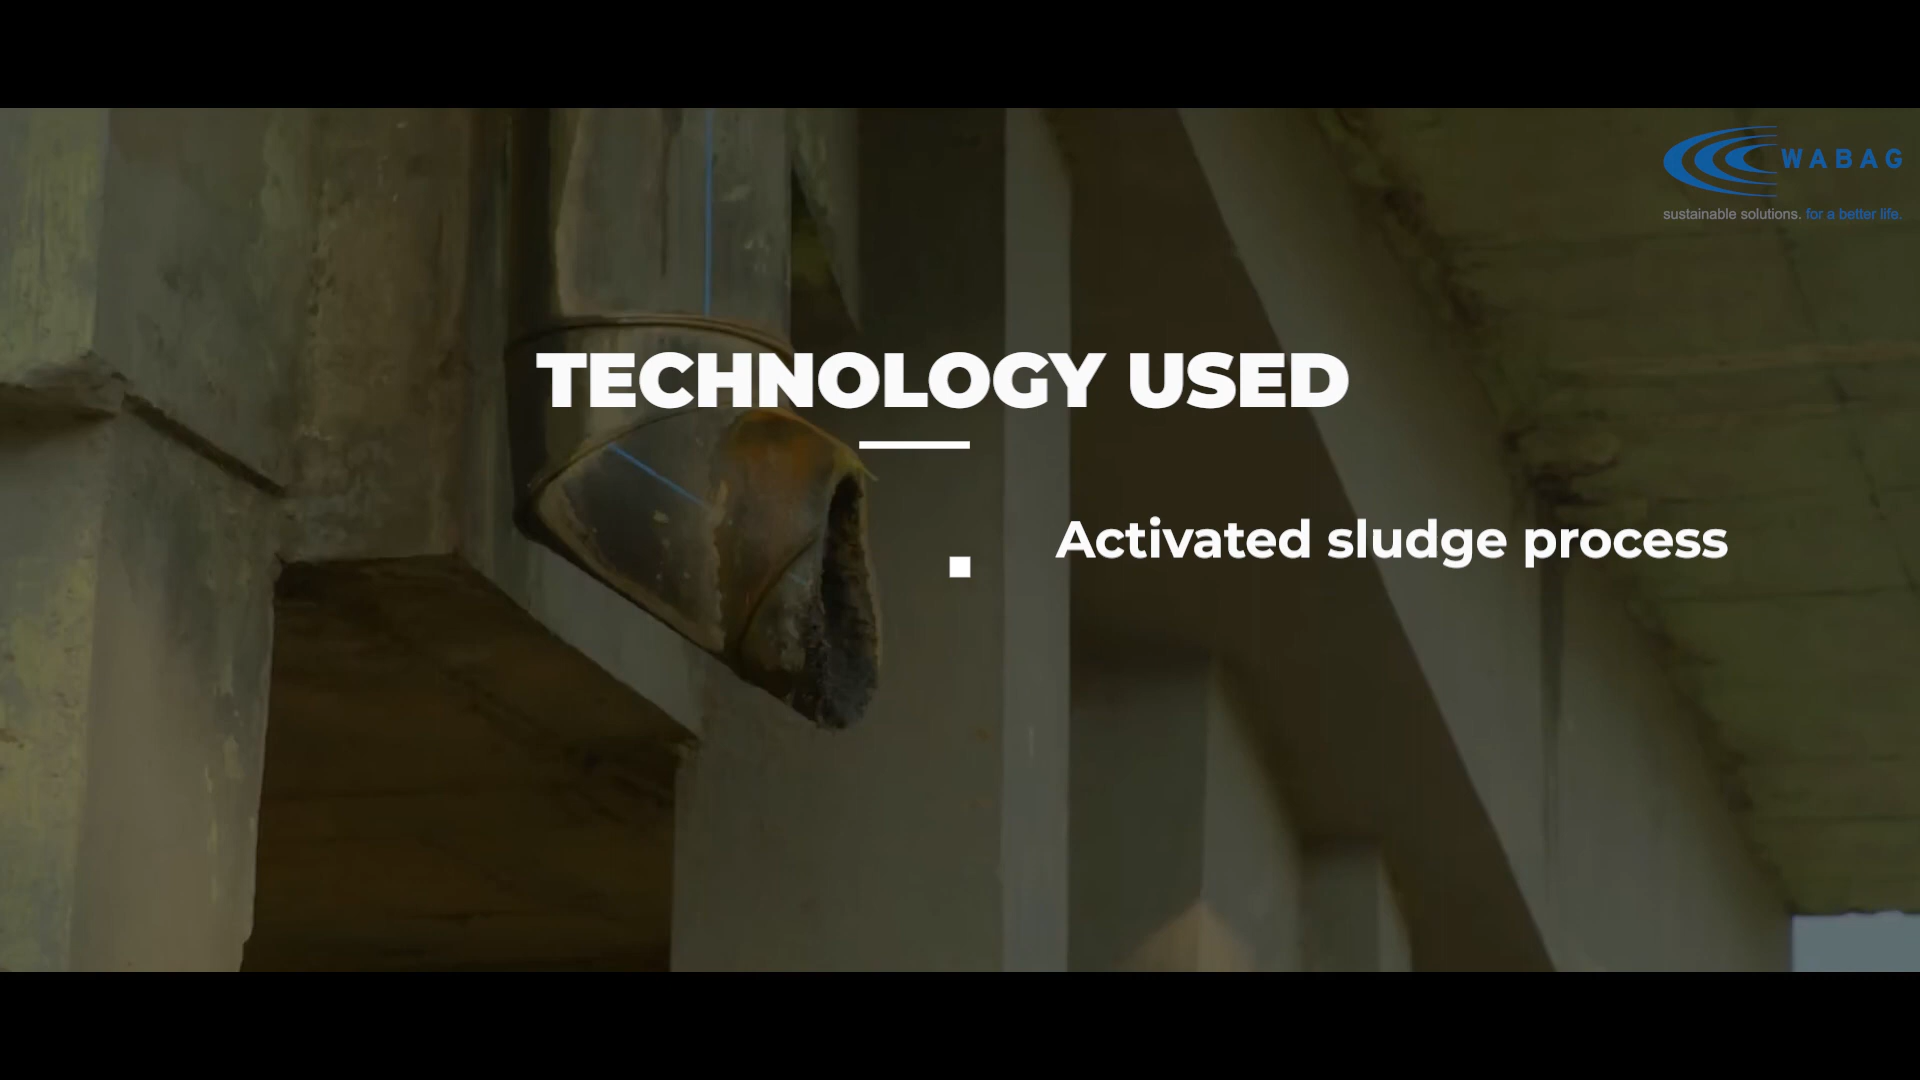 WABAG
sustainable solutions. for a better life.
TECHNOLOGY USED
Activated sludge process